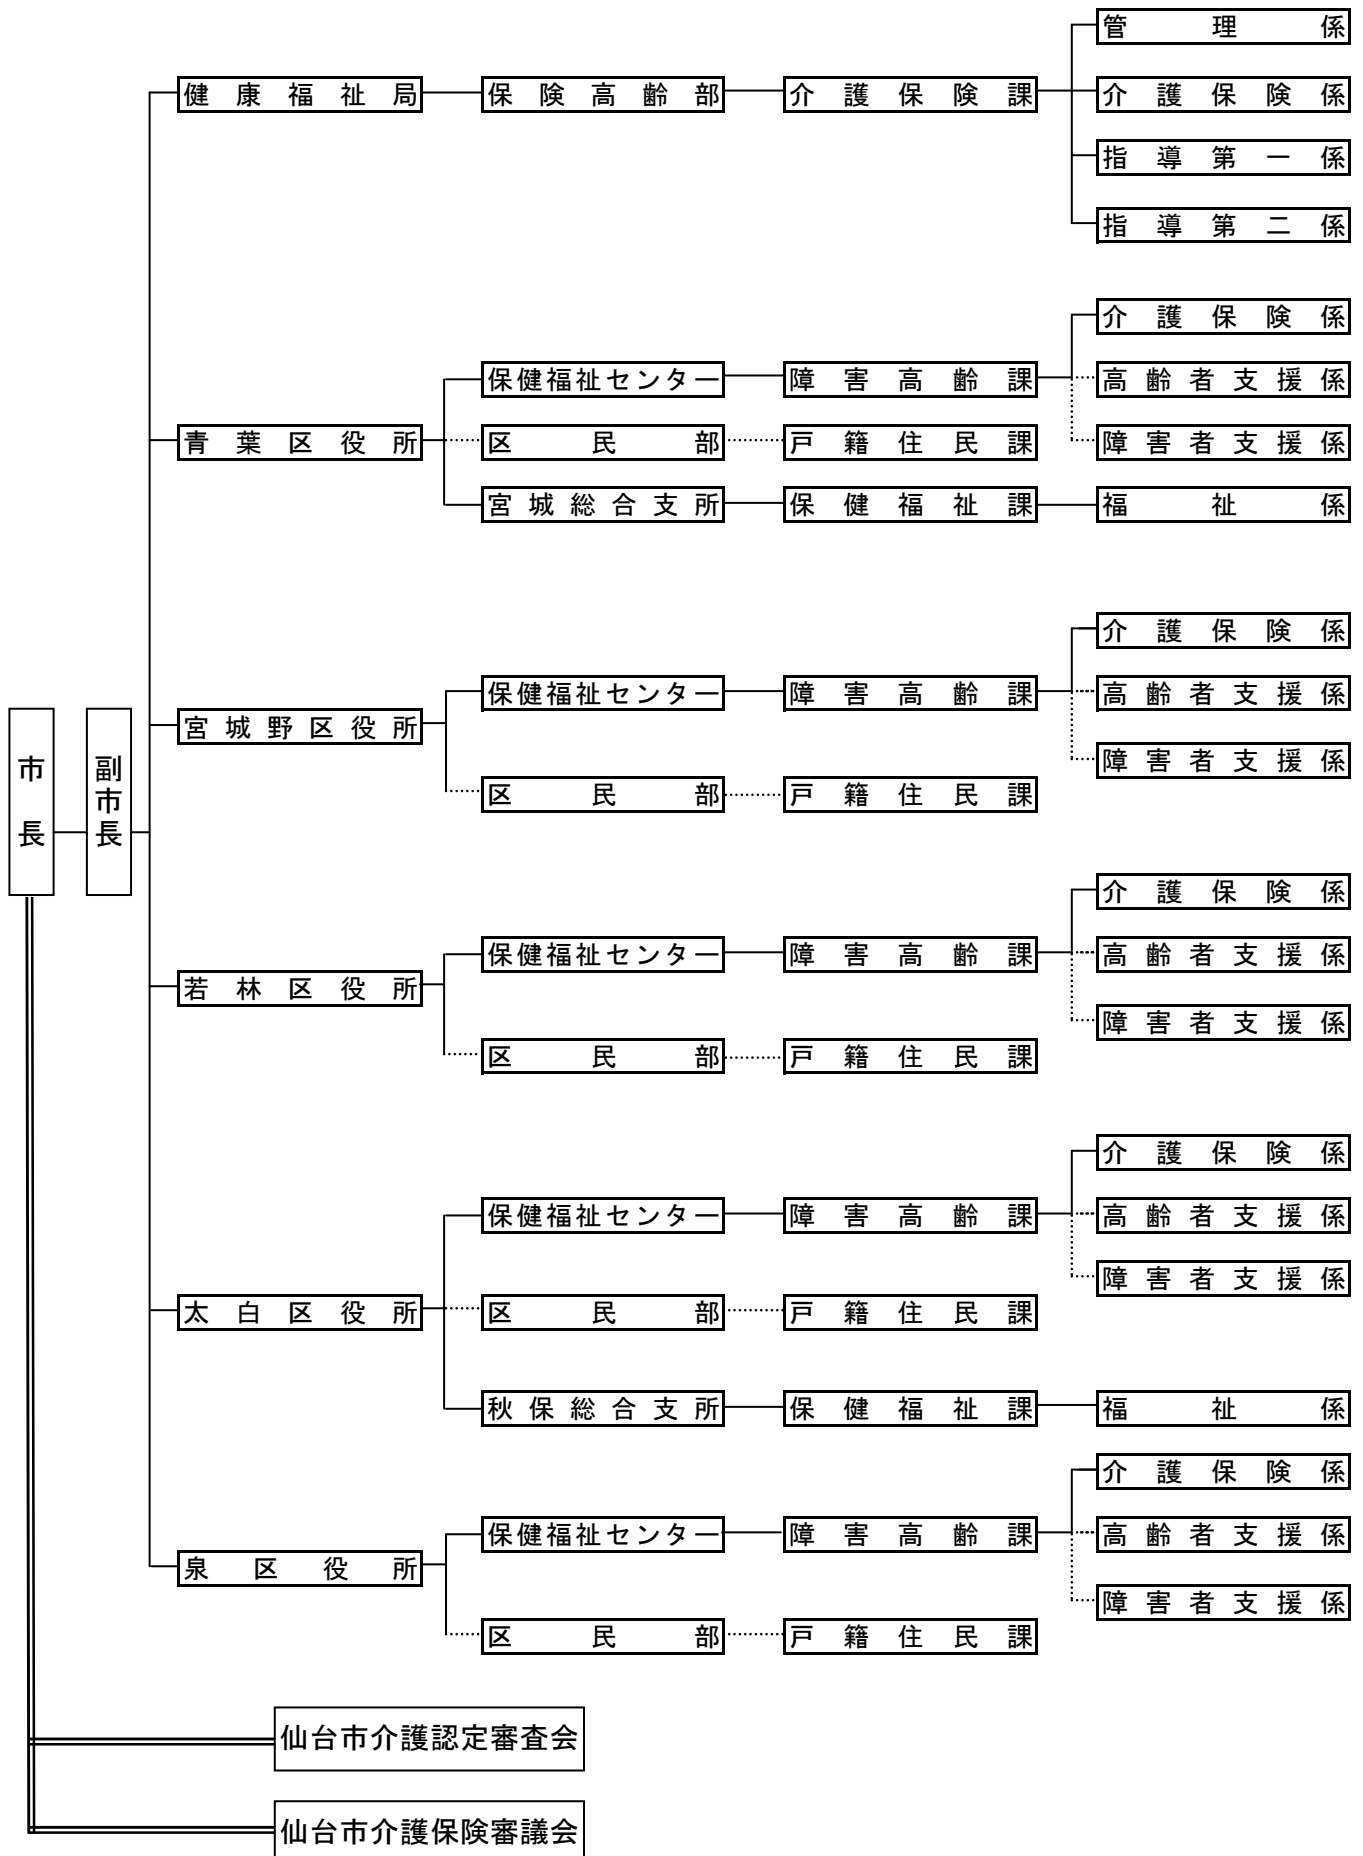 管理係
健康福祉局 保険高齢部 介護保険課 介護保険係
指導第一係
指導第二係
介護保険係
保健福祉センター 障害高齢課 高齢者支援係
青葉区役所 区民部 戸籍住民課 障害者支援係
宮城総合支所 保健福祉課 福祉係
介護保険係
保健福祉センター 障害高齢課 高齢者支援係
宮城野区役所
障害者支援係
区民部 戸籍住民課
市長 副市長
介護保険係
保健福祉センター 障害高齢課 高齢者支援係
若林区役所
障害者支援係
区民部 戸籍住民課
介護保険係
保健福祉センター 障害高齢課 高齢者支援係
障害者支援係
太白区役所 区民部 戸籍住民課
秋保総合支所 保健福祉課 福祉係
介護保険係
保健福祉センター 障害高齢課 高齢者支援係
泉区役所
障害者支援係
区民部 戸籍住民課
仙台市介護認定審査会
仙台市介護保険審議会